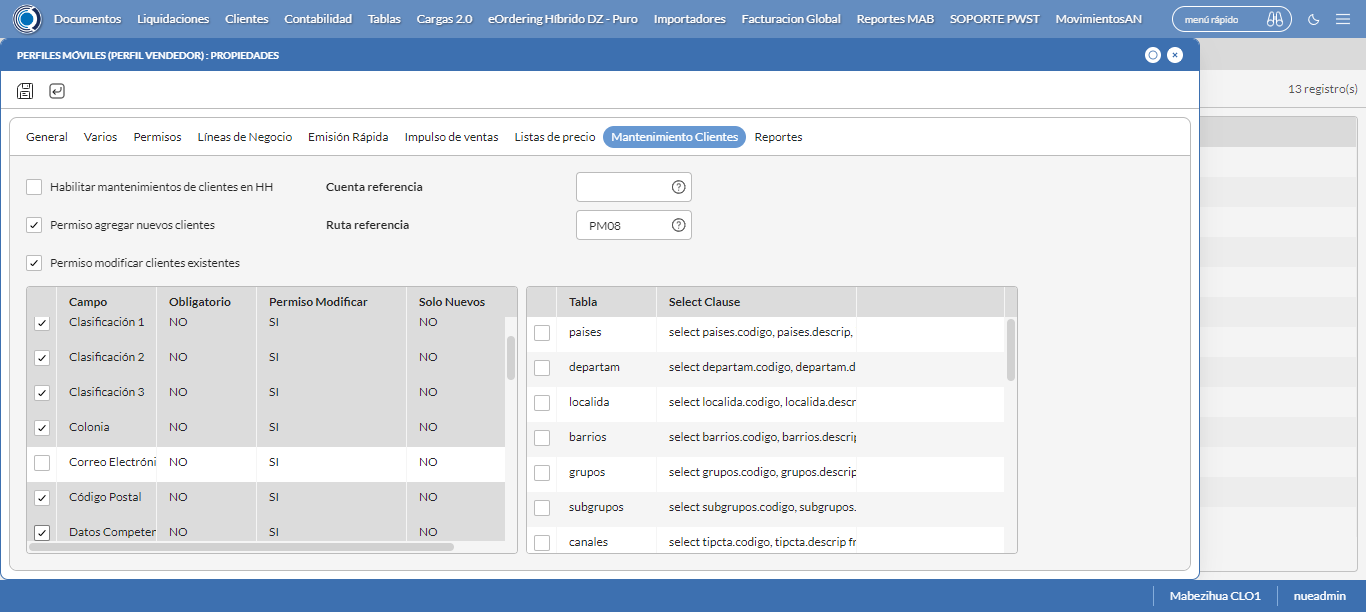 Documentos Liquidaciones Clientes Contabilidad Tablas Cargas 2.0 eOrdering Híbrido DZ - Puro Importadores Facturacion Global Reportes MAB SOPORTE PWST MovimientosAN menú rápido
PERFILES MÓVILES (PERFIL VENDEDOR) : PROPIEDADES
13 registro(s)
General Varios Permisos Líneas de Negocio Emisión Rápida Impulso de ventas Listas de precio Mantenimiento Clientes Reportes
Habilitar mantenimientos de clientes en HH Cuenta referencia
Permiso agregar nuevos clientes Ruta referencia PM08
Permiso modificar clientes existentes
Campo Obligatorio Permiso Modificar Solo Nuevos
Clasificación 1 NO SI NO
Clasificación 2 NO SI NO
Clasificación 3 NO SI NO
Colonia NO SI NO
Correo Electróni NO SI NO
Código Postal NO SI NO
Datos Competer NO SI NO
Tabla Select Clause
paises select paises.codigo, paises.descrip,
departam select departam.codigo, departam.d
localida select localida.codigo, localida.descr
barrios select barrios.codigo, barrios.descrip
grupos select grupos.codigo, grupos.descrip
subgrupos select subgrupos.codigo, subgrupos.
canales select tipcta.codigo, tipcta.descrip fr
Mabezihua CLO1 nueadmin